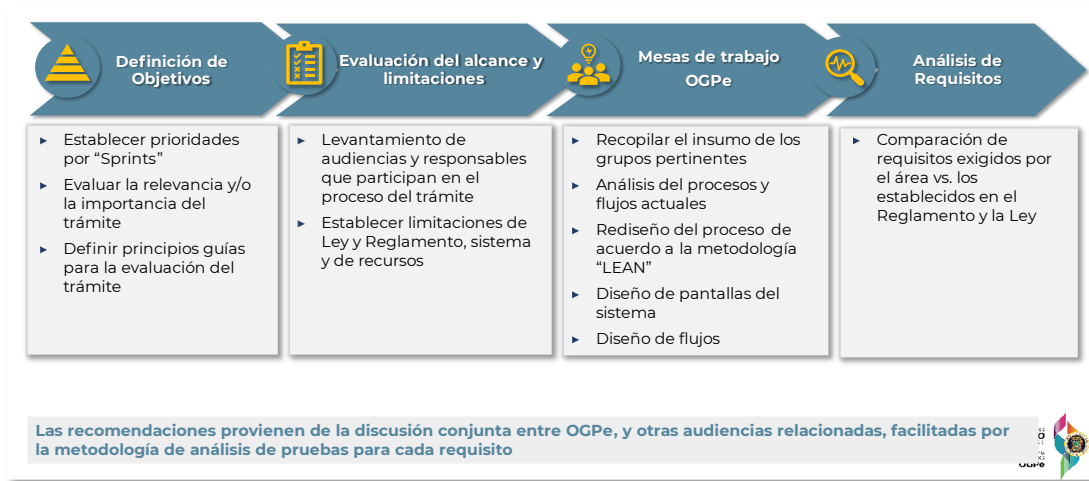 Definición de
Objetivos
Evaluación del alcance y
limitaciones
Mesas de trabajo
OGPe
Análisis de
Requisitos
► Establecer prioridades
por “Sprints”
► Evaluar la relevancia y/o
la importancia del
trámite
► Definir principios guías
para la evaluación del
trámite
► Levantamiento de
audiencias y responsables
que participan en el
proceso del trámite
► Establecer limitaciones de
Ley y Reglamento, sistema
y de recursos
► Recopilar el insumo de los
grupos pertinentes
► Análisis del procesos y
flujos actuales
► Rediseño del proceso de
acuerdo a la metodología
“LEAN”
► Diseño de pantallas del
sistema
► Diseño de flujos
► Comparación de
requisitos exigidos por
el área vs. los
establecidos en el
Reglamento y la Ley
Las recomendaciones provienen de la discusión conjunta entre OGPe, y otras audiencias relacionadas, facilitadas por
la metodología de análisis de pruebas para cada requisito